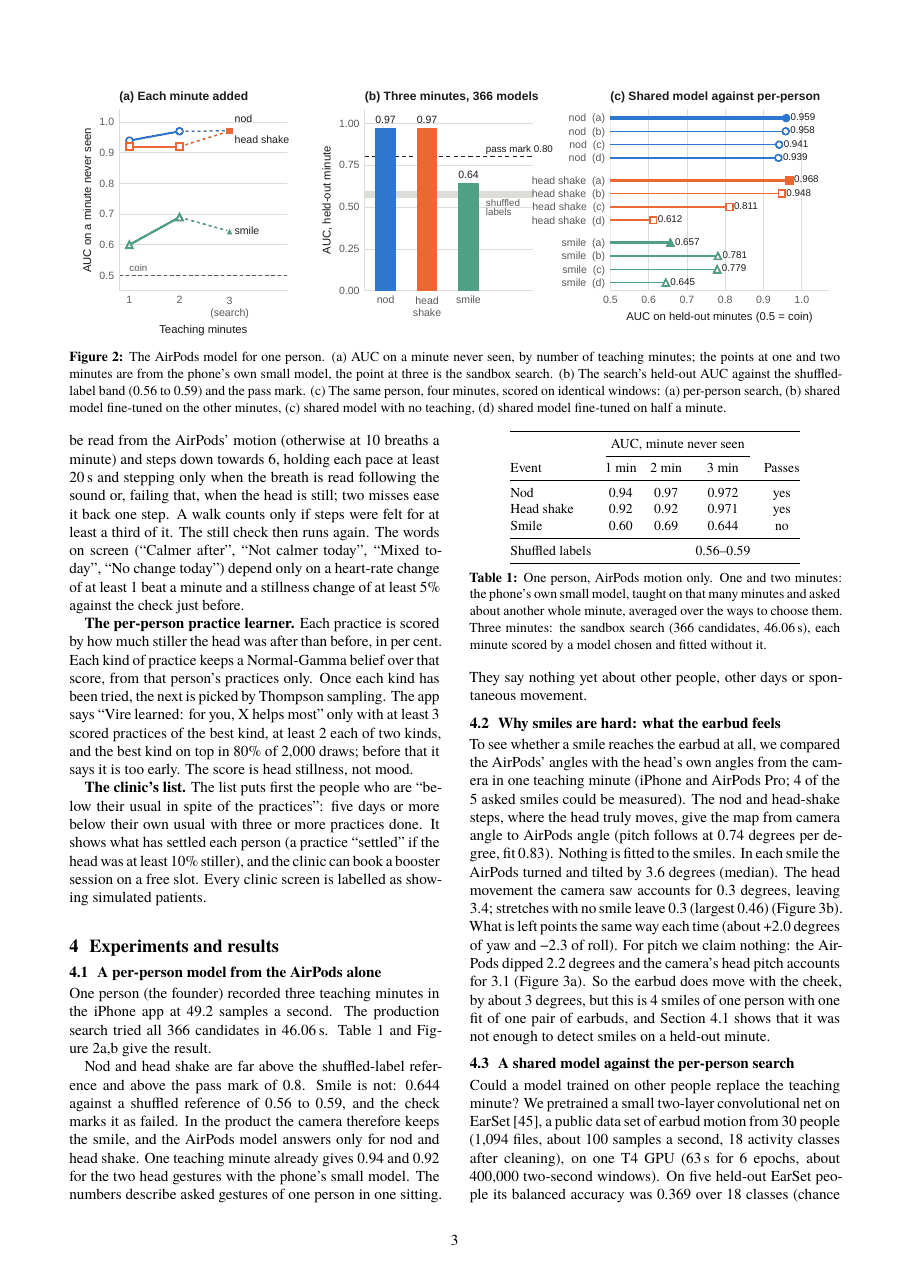 (a) Each minute added
AUC on a minute never seen
1.0
0.9
0.8
0.7
0.6
0.5
nod
head shake
smile
coin
1
2
3
(search)
Teaching minutes
(b) Three minutes, 366 models
AUC, held-out minute
1.00
0.75
0.50
0.25
0.00
0.97
0.97
0.64
pass mark 0.80
shuffled
labels
nod
head
shake
smile
(c) Shared model against per-person
nod (a) 0.959
nod (b) 0.958
nod (c) 0.941
nod (d) 0.939
head shake (a) 0.968
head shake (b) 0.948
head shake (c) 0.811
head shake (d) 0.612
smile (a) 0.657
smile (b) 0.781
smile (c) 0.779
smile (d) 0.645
0.5 0.6 0.7 0.8 0.9 1.0
AUC on held-out minutes (0.5 = coin)
Figure 2: The AirPods model for one person. (a) AUC on a minute never seen, by number of teaching minutes; the points at one and two
minutes are from the phone's own small model, the point at three is the sandbox search. (b) The search's held-out AUC against the shuffled-
label band (0.56 to 0.59) and the pass mark. (c) The same person, four minutes, scored on identical windows: (a) per-person search, (b) shared
model fine-tuned on the other minutes, (c) shared model with no teaching, (d) shared model fine-tuned on half a minute.
be read from the AirPods' motion (otherwise at 10 breaths a
minute) and steps down towards 6, holding each pace at least
20 s and stepping only when the breath is read following the
sound or, failing that, when the head is still; two misses ease
it back one step. A walk counts only if steps were felt for at
least a third of it. The still check then runs again. The words
on screen (“Calmer after”, “Not calmer today”, “Mixed to-
day”, “No change today”) depend only on a heart-rate change
of at least 1 beat a minute and a stillness change of at least 5%
against the check just before.
The per-person practice learner. Each practice is scored
by how much stiller the head was after than before, in per cent.
Each kind of practice keeps a Normal-Gamma belief over that
score, from that person's practices only. Once each kind has
been tried, the next is picked by Thompson sampling. The app
says “Vire learned: for you, X helps most” only with at least 3
scored practices of the best kind, at least 2 each of two kinds,
and the best kind on top in 80% of 2,000 draws; before that it
says it is too early. The score is head stillness, not mood.
The clinic's list. The list puts first the people who are “be-
low their usual in spite of the practices”: five days or more
below their own usual with three or more practices done. It
shows what has settled each person (a practice “settled” if the
head was at least 10% stiller), and the clinic can book a booster
session on a free slot. Every clinic screen is labelled as show-
ing simulated patients.
4 Experiments and results
4.1 A per-person model from the AirPods alone
One person (the founder) recorded three teaching minutes in
the iPhone app at 49.2 samples a second. The production
search tried all 366 candidates in 46.06 s. Table 1 and Fig-
ure 2a,b give the result.
Nod and head shake are far above the shuffled-label refer-
ence and above the pass mark of 0.8. Smile is not: 0.644
against a shuffled reference of 0.56 to 0.59, and the check
marks it as failed. In the product the camera therefore keeps
the smile, and the AirPods model answers only for nod and
head shake. One teaching minute already gives 0.94 and 0.92
for the two head gestures with the phone's small model. The
numbers describe asked gestures of one person in one sitting.
AUC, minute never seen
Event 1 min 2 min 3 min Passes
Nod 0.94 0.97 0.972 yes
Head shake 0.92 0.92 0.971 yes
Smile 0.60 0.69 0.644 no
Shuffled labels 0.56–0.59
Table 1: One person, AirPods motion only. One and two minutes:
the phone's own small model, taught on that many minutes and asked
about another whole minute, averaged over the ways to choose them.
Three minutes: the sandbox search (366 candidates, 46.06 s), each
minute scored by a model chosen and fitted without it.
They say nothing yet about other people, other days or spon-
taneous movement.
4.2 Why smiles are hard: what the earbud feels
To see whether a smile reaches the earbud at all, we compared
the AirPods' angles with the head's own angles from the cam-
era in one teaching minute (iPhone and AirPods Pro; 4 of the
5 asked smiles could be measured). The nod and head-shake
steps, where the head truly moves, give the map from camera
angle to AirPods angle (pitch follows at 0.74 degrees per de-
gree, fit 0.83). Nothing is fitted to the smiles. In each smile the
AirPods turned and tilted by 3.6 degrees (median). The head
movement the camera saw accounts for 0.3 degrees, leaving
3.4; stretches with no smile leave 0.3 (largest 0.46) (Figure 3b).
What is left points the same way each time (about +2.0 degrees
of yaw and −2.3 of roll). For pitch we claim nothing: the Air-
Pods dipped 2.2 degrees and the camera's head pitch accounts
for 3.1 (Figure 3a). So the earbud does move with the cheek,
by about 3 degrees, but this is 4 smiles of one person with one
fit of one pair of earbuds, and Section 4.1 shows that it was
not enough to detect smiles on a held-out minute.
4.3 A shared model against the per-person search
Could a model trained on other people replace the teaching
minute? We pretrained a small two-layer convolutional net on
EarSet [45], a public data set of earbud motion from 30 people
(1,094 files, about 100 samples a second, 18 activity classes
after cleaning), on one T4 GPU (63 s for 6 epochs, about
400,000 two-second windows). On five held-out EarSet peo-
ple its balanced accuracy was 0.369 over 18 classes (chance
3